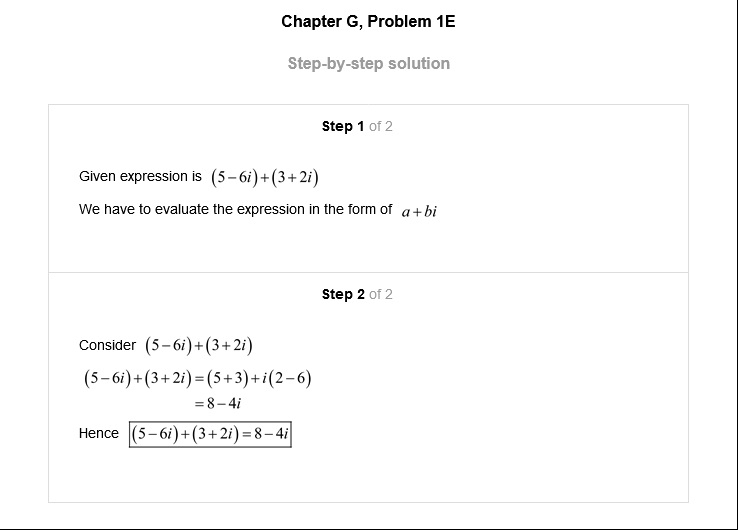 Chapter G, Problem 1E
Step-by-step solution
Step 1 of 2
Given expression is (5−6i)+(3+2i)
We have to evaluate the expression in the form of a+bi
Step 2 of 2
Consider (5−6i)+(3+2i)
(5−6i)+(3+2i)=(5+3)+i(2−6)
=8−4i
Hence (5−6i)+(3+2i)=8−4i